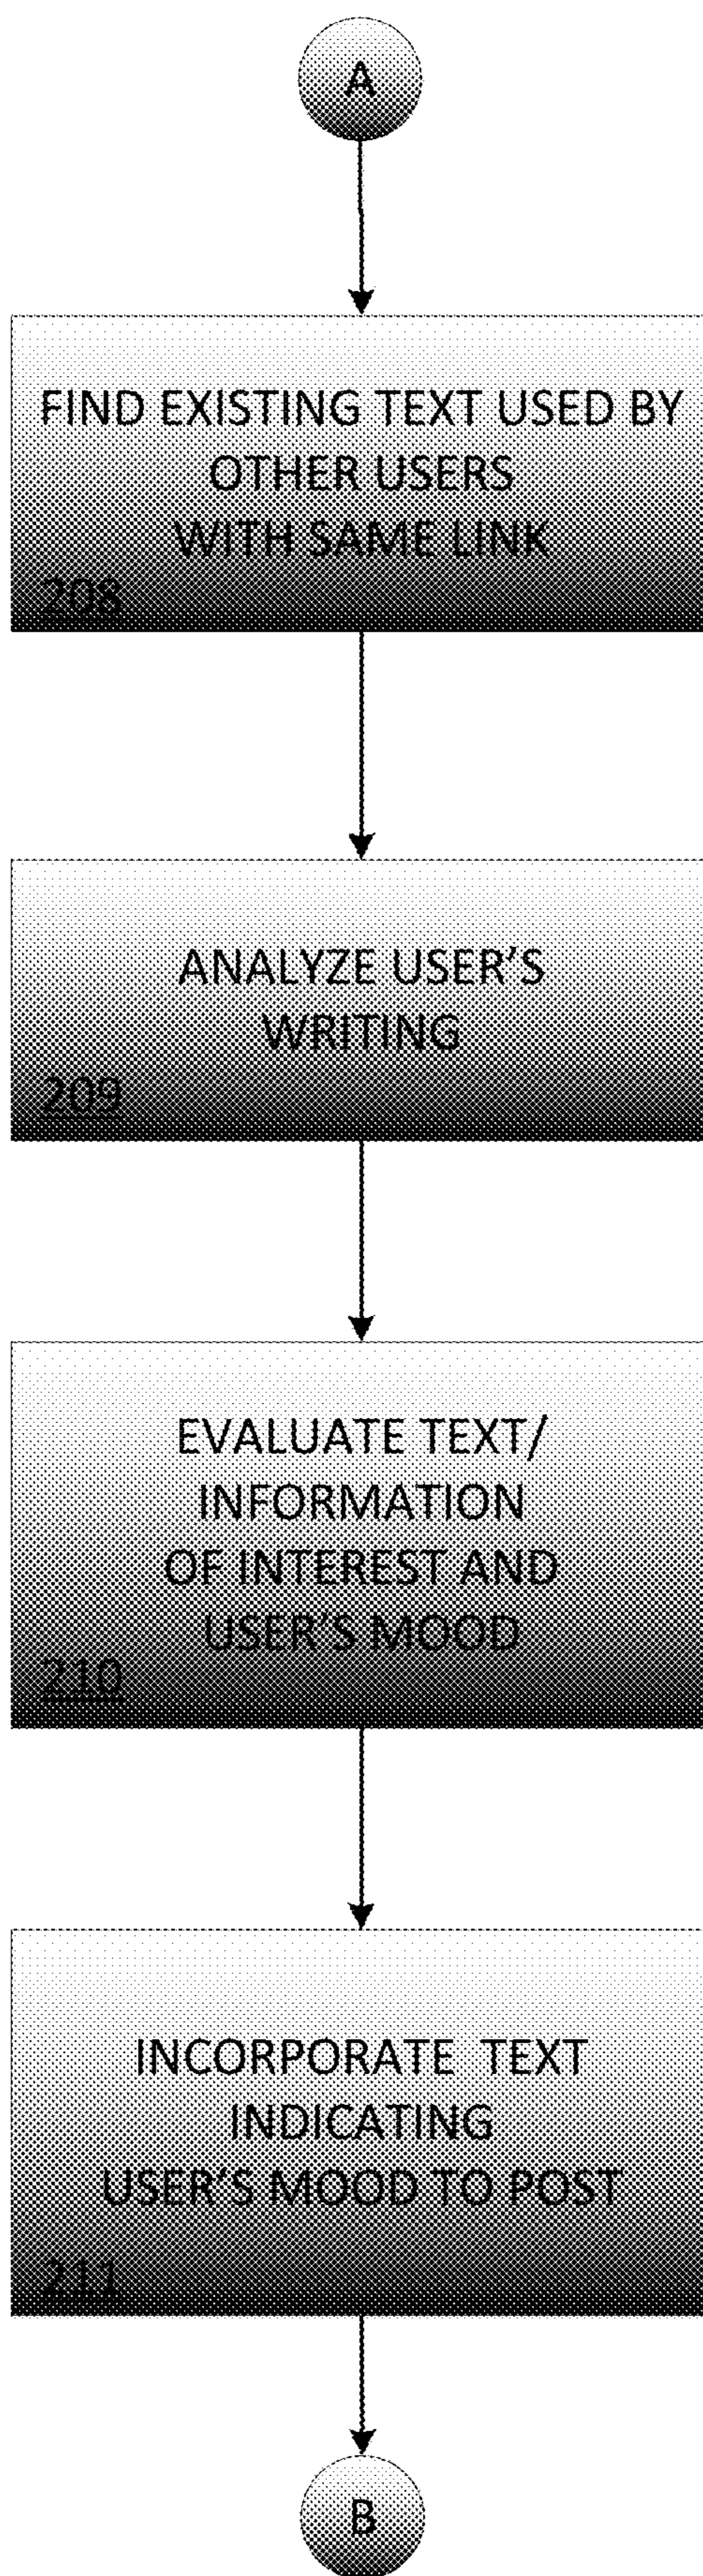 A
FIND EXISTING TEXT USED BY
OTHER USERS
WITH SAME LINK
208
ANALYZE USER'S
WRITING
209
EVALUATE TEXT/
INFORMATION
OF INTEREST AND
USER'S MOOD
210
INCORPORATE TEXT
INDICATING
USER'S MOOD TO POST
211
B